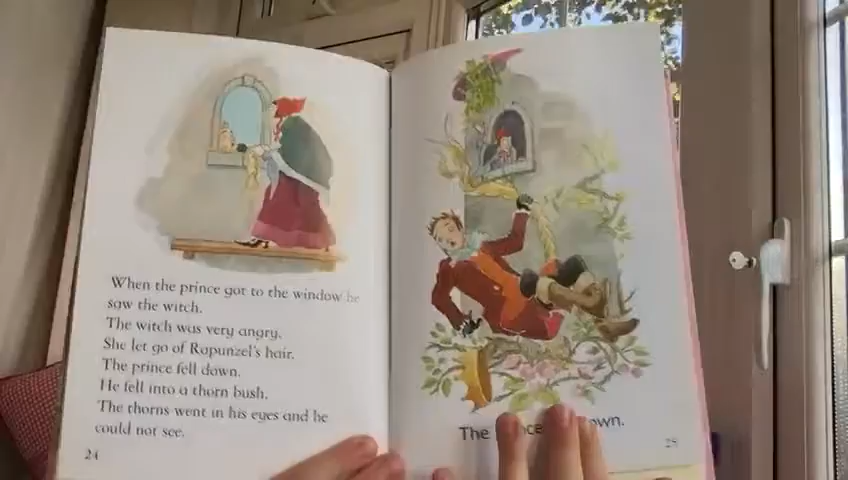 When the prince got to the window he
saw the witch.
The witch was very angry.
She let go of Rapunzel's hair.
The prince fell down.
He fell into a thorn bush.
The thorns went in his eyes and he
could not see.
24
The down.
25